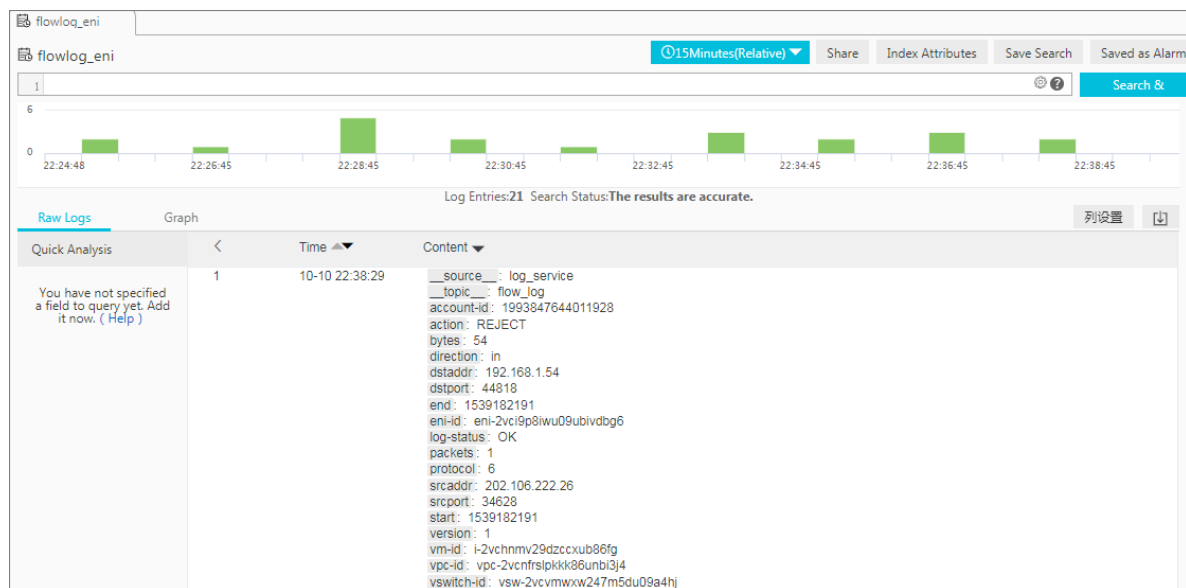 flowlog_eni
flowlog_eni
15Minutes(Relative) Share Index Attributes Save Search Saved as Alarm
1 Search &
6
0
22:24:48 22:26:45 22:28:45 22:30:45 22:32:45 22:34:45 22:36:45 22:38:45
Log Entries:21 Search Status:The results are accurate.
Raw Logs Graph 列设置
Quick Analysis Time Content
You have not specified
a field to query yet. Add
it now. ( Help )
1 10-10 22:38:29 __source__: log_service
__topic__: flow_log
account-id: 1993847644011928
action: REJECT
bytes: 54
direction: in
dstaddr: 192.168.1.54
dstport: 44818
end: 1539182191
eni-id: eni-2vci9p8iwu09ubivdbg6
log-status: OK
packets: 1
protocol: 6
srcaddr: 202.106.222.26
srcport: 34628
start: 1539182191
version: 1
vm-id: i-2vchnmv29dzccxub86fg
vpc-id: vpc-2vcnfrslpkkk86unbi3j4
vswitch-id: vsw-2vcvmwxw247m5du09a4hj